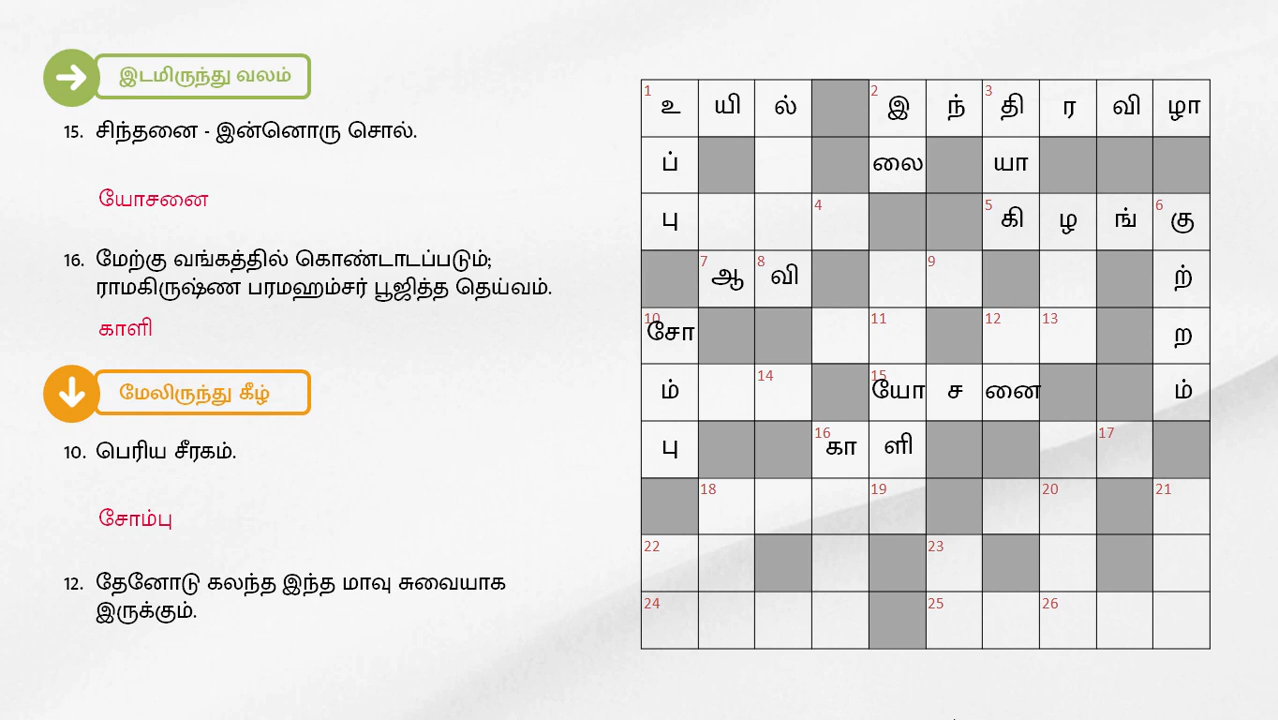 இடமிருந்து வலம்
15. சிந்தனை - இன்னொரு சொல்.
யோசனை
16. மேற்கு வங்கத்தில் கொண்டாடப்படும்;
ராமகிருஷ்ண பரமஹம்சர் பூஜித்த தெய்வம்.
காளி
மேலிருந்து கீழ்
10. பெரிய சீரகம்.
சோம்பு
12. தேனோடு கலந்த இந்த மாவு சுவையாக
இருக்கும்.
1 உ யி ல் 2 இ ந் 3 தி ர வி ழா
ப் லை யா
பு 4 5 கி ழ ங் 6 கு
7 ஆ 8 வி 9 ற்
10 சோ 11 12 13 ற
ம் 14 15 யோ ச னை ம்
பு 16 கா ளி 17
18 19 20 21
22 23
24 25 26